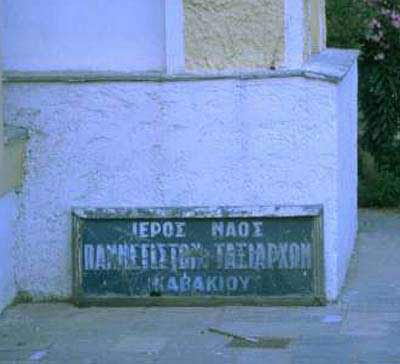 ΙΕΡΟΣ ΝΑΟΣ
ΠΑΜΜΕΓΙΣΤΩΝ ΤΑΞΙΑΡΧΩΝ
ΚΑΒΑΚΙΟΥ